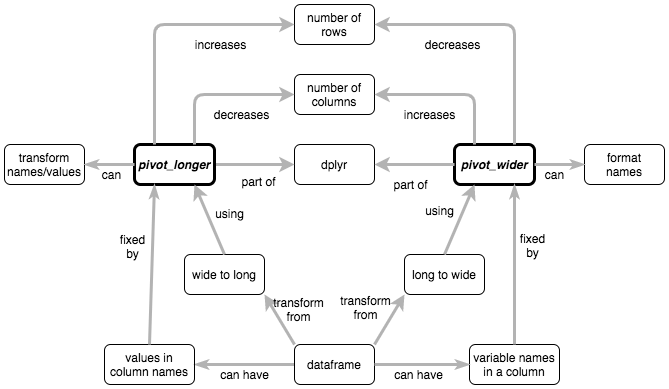 number of
rows
increases
decreases
number of
columns
decreases
increases
transform
names/values
can
pivot_longer
part of
dplyr
part of
pivot_wider
can
format
names
using
using
fixed
by
fixed
by
wide to long
long to wide
transform
from
transform
from
values in
column names
can have
dataframe
can have
variable names
in a column